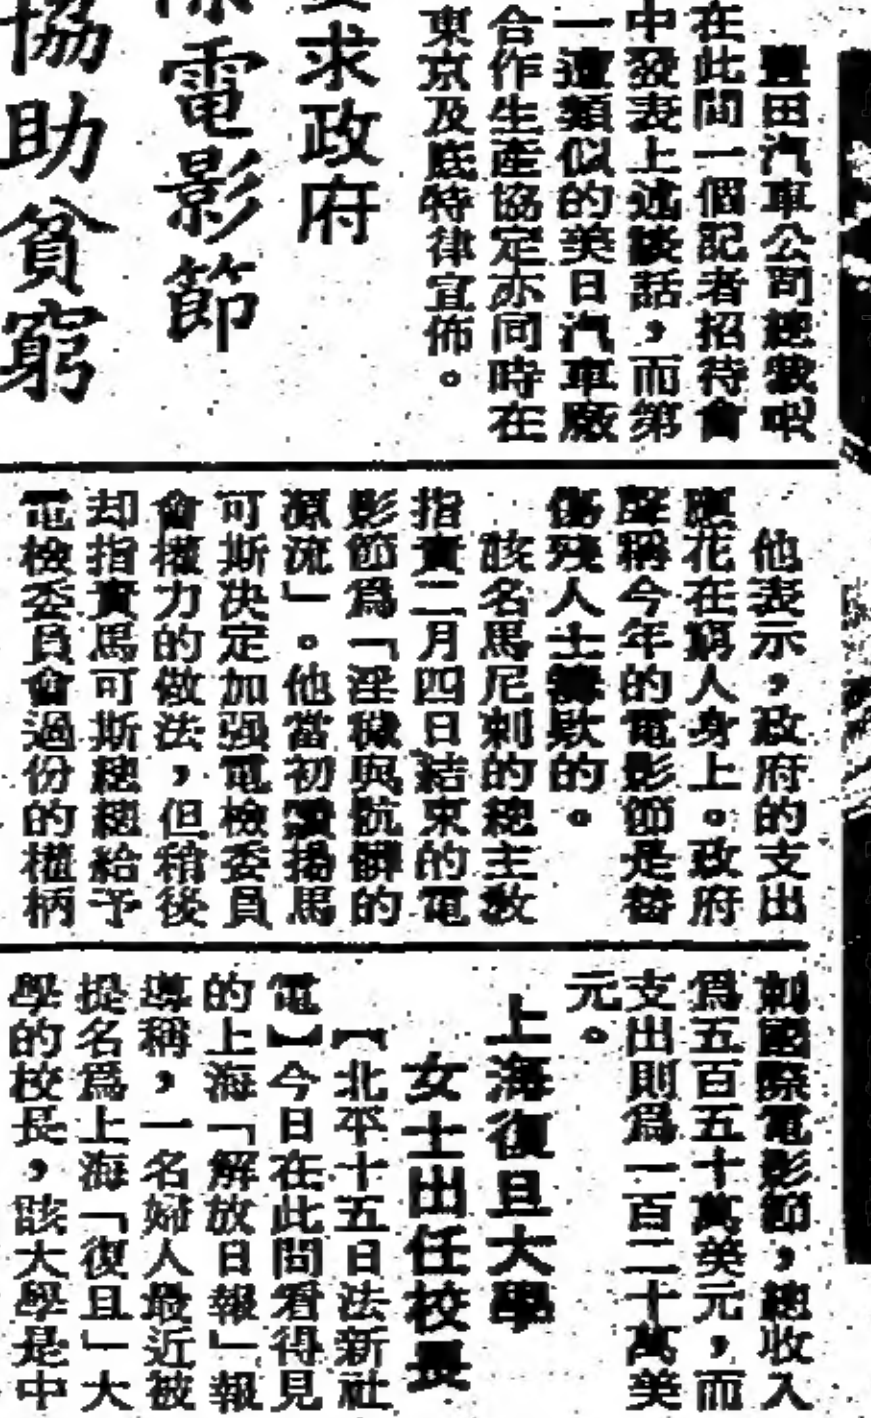 豐田汽車公司總裁
在此間一個記者招待會
中發表上述談話，而第
一遭類似的美日汽車廠
合作生產協定亦同時在
東京及底特律宣佈。
求政府
電影節
協助貧窮
他表示，政府的支出
應花在窮人身上。政府
聲稱今年的電影節是替
傷殘人士籌款的。
該名馬尼剌的總主教
指責二月四日結束的電
影節爲「淫穢與骯髒的
源流」。他當初讚揚馬
可斯決定加强電檢委員
會權力的做法，但稍後
却指責馬可斯總總給予
電檢委員會過份的權柄
剌國際電影節，總收入
爲五百五十萬美元，而
支出則爲一百二十萬美
元。
上海復旦大學
女士出任校長
【北平十五日法新社
電】今日在此間看得見
的上海「解放日報」報
導稱，一名婦人最近被
提名爲上海「復旦」大
學的校長，該大學是中